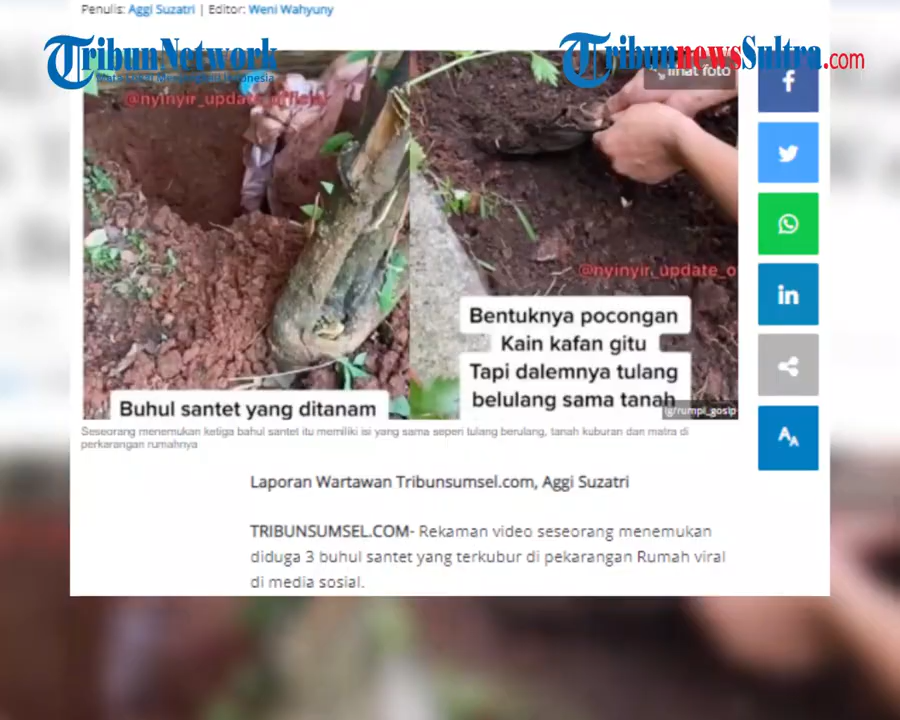 Penulis: Aggi Suzatri | Editor: Weni Wahyuny
TribunNetwork
TribunnewsSultra.com
lihat foto
@nyinyir_update_official
@nyinyir_update_o
Buhul santet yang ditanam
Bentuknya pocongan
Kain kafan gitu
Tapi dalemnya tulang
belulang sama tanah
ig/rumpi_gosip
Seseorang menemukan ketiga bahul santet itu memiliki isi yang sama seperi tulang berulang, tanah kuburan dan matra di
perkarangan rumahnya
Laporan Wartawan Tribunsumsel.com, Aggi Suzatri
TRIBUNSUMSEL.COM- Rekaman video seseorang menemukan
diduga 3 buhul santet yang terkubur di pekarangan Rumah viral
di media sosial.